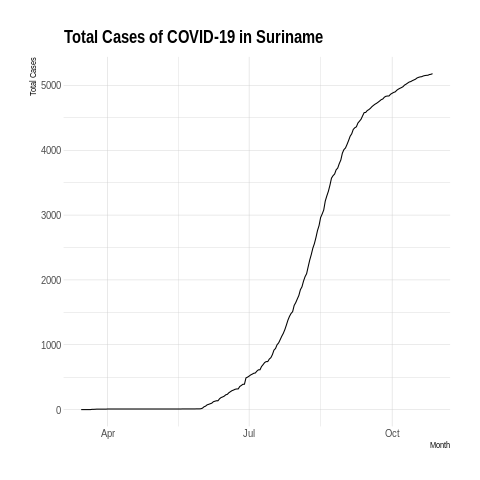 Total Cases of COVID-19 in Suriname
Total Cases
5000
4000
3000
2000
1000
0
Apr Jul Oct
Month